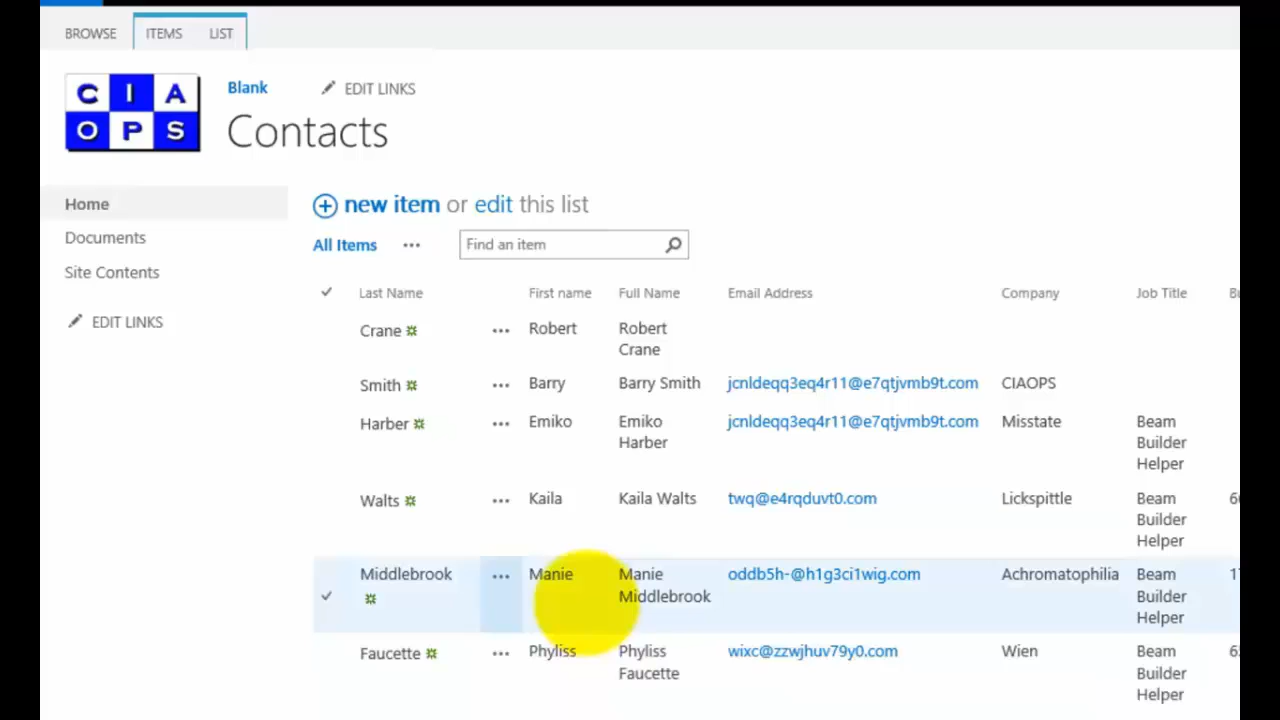 BROWSE ITEMS LIST
C I A
O P S
Blank EDIT LINKS
Contacts
Home
Documents
Site Contents
EDIT LINKS
new item or edit this list
All Items ••• Find an item
Last Name First name Full Name Email Address Company Job Title
Crane ••• Robert Robert
Crane
Smith ••• Barry Barry Smith jcnldeqq3eq4r11@e7qtjvmb9t.com CIAOPS
Harber ••• Emiko Emiko jcnldeqq3eq4r11@e7qtjvmb9t.com Misstate Beam
Harber Builder
Helper
Walts ••• Kaila Kaila Walts twq@e4rqduvt0.com Lickspittle Beam
Builder
Helper
Middlebrook ••• Manie Manie oddb5h-@h1g3ci1wig.com Achromatophilia Beam
Middlebrook Builder
Helper
Faucette ••• Phyliss Phyliss wixc@zzwjhuv79y0.com Wien Beam
Faucette Builder
Helper